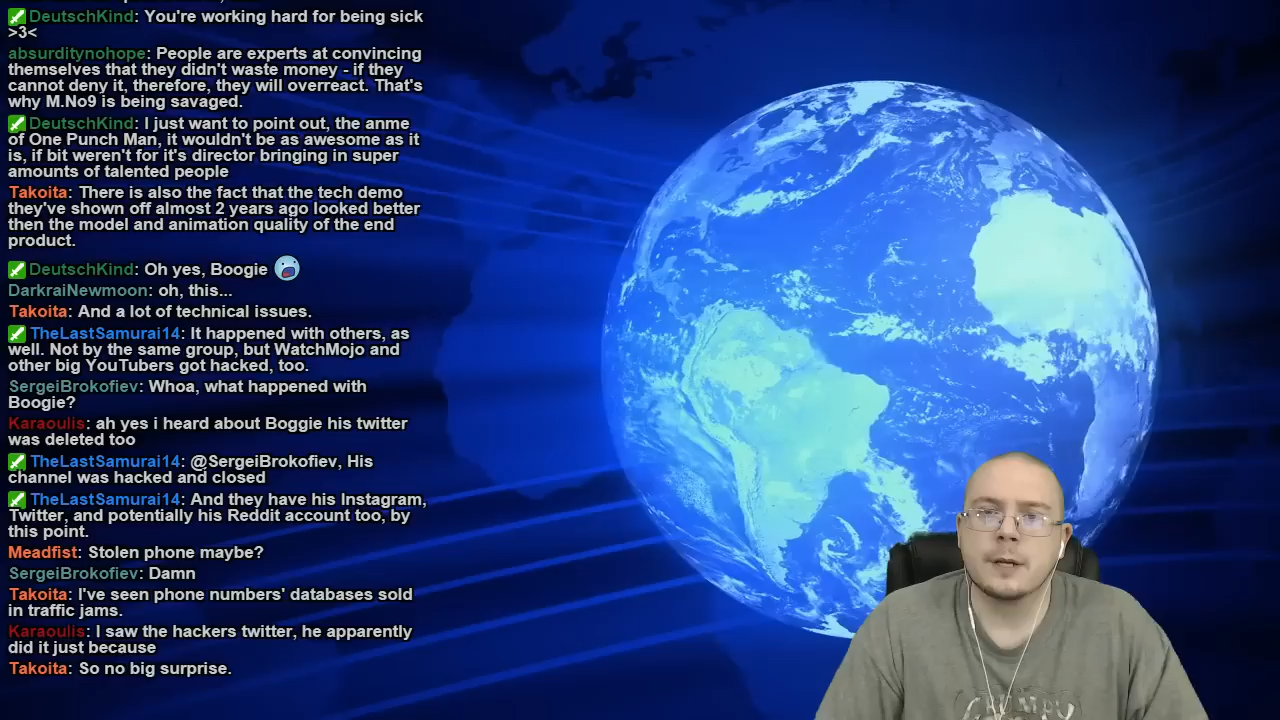 DeutschKind: You're working hard for being sick
>3<
absurditynohope: People are experts at convincing
themselves that they didn't waste money - if they
cannot deny it, therefore, they will overreact. That's
why M.No9 is being savaged.
DeutschKind: I just want to point out, the anme
of One Punch Man, it wouldn't be as awesome as it
is, if bit weren't for it's director bringing in super
amounts of talented people
Takoita: There is also the fact that the tech demo
they've shown off almost 2 years ago looked better
then the model and animation quality of the end
product.
DeutschKind: Oh yes, Boogie
DarkraiNewmoon: oh, this...
Takoita: And a lot of technical issues.
TheLastSamurai14: It happened with others, as
well. Not by the same group, but WatchMojo and
other big YouTubers got hacked, too.
SergeiBrokofiev: Whoa, what happened with
Boogie?
Karaoulis: ah yes i heard about Boggie his twitter
was deleted too
TheLastSamurai14: @SergeiBrokofiev, His
channel was hacked and closed
TheLastSamurai14: And they have his Instagram,
Twitter, and potentially his Reddit account too, by
this point.
Meadfist: Stolen phone maybe?
SergeiBrokofiev: Damn
Takoita: I've seen phone numbers' databases sold
in traffic jams.
Karaoulis: I saw the hackers twitter, he apparently
did it just because
Takoita: So no big surprise.
GRUMPY